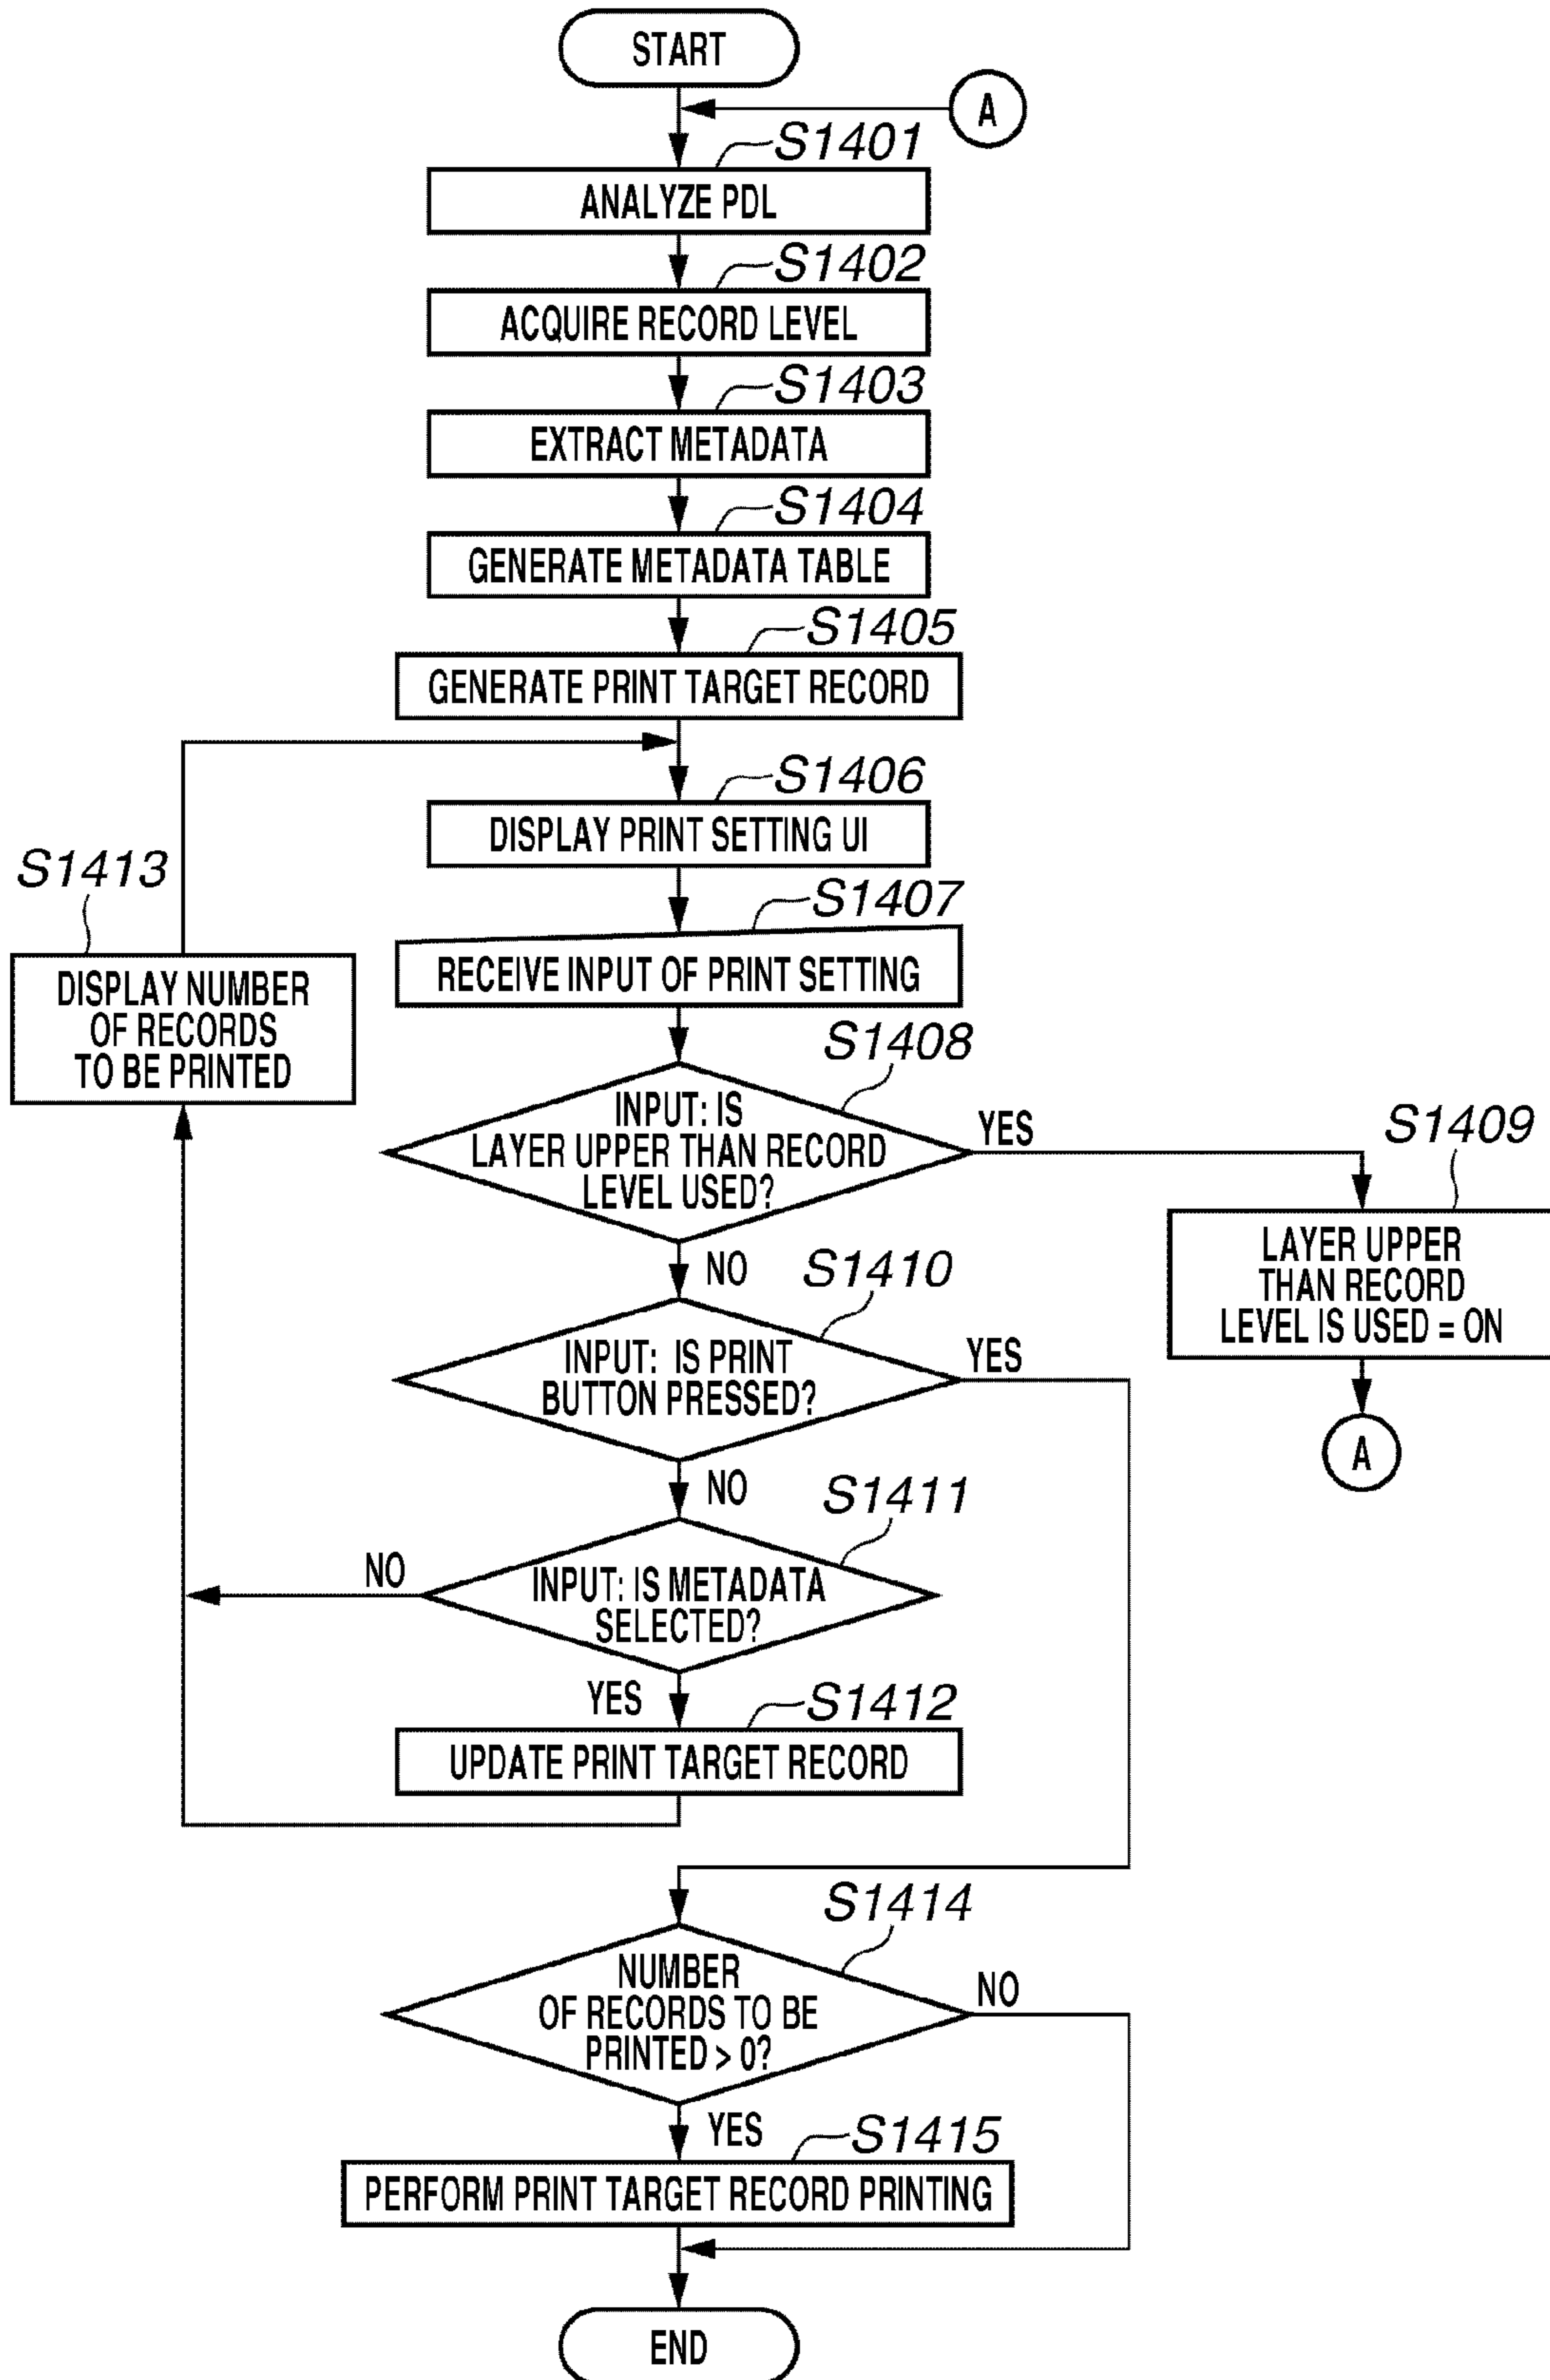 START
A
S1401
ANALYZE PDL
S1402
ACQUIRE RECORD LEVEL
S1403
EXTRACT METADATA
S1404
GENERATE METADATA TABLE
S1405
GENERATE PRINT TARGET RECORD
S1406
DISPLAY PRINT SETTING UI
S1413
DISPLAY NUMBER
OF RECORDS
TO BE PRINTED
S1407
RECEIVE INPUT OF PRINT SETTING
S1408
INPUT: IS
LAYER UPPER THAN RECORD
LEVEL USED?
YES
S1409
LAYER UPPER
THAN RECORD
LEVEL IS USED = ON
A
NO
S1410
INPUT: IS PRINT
BUTTON PRESSED?
YES
NO
S1411
INPUT: IS METADATA
SELECTED?
NO
YES
S1412
UPDATE PRINT TARGET RECORD
S1414
NUMBER
OF RECORDS TO BE
PRINTED > 0?
NO
YES
S1415
PERFORM PRINT TARGET RECORD PRINTING
END